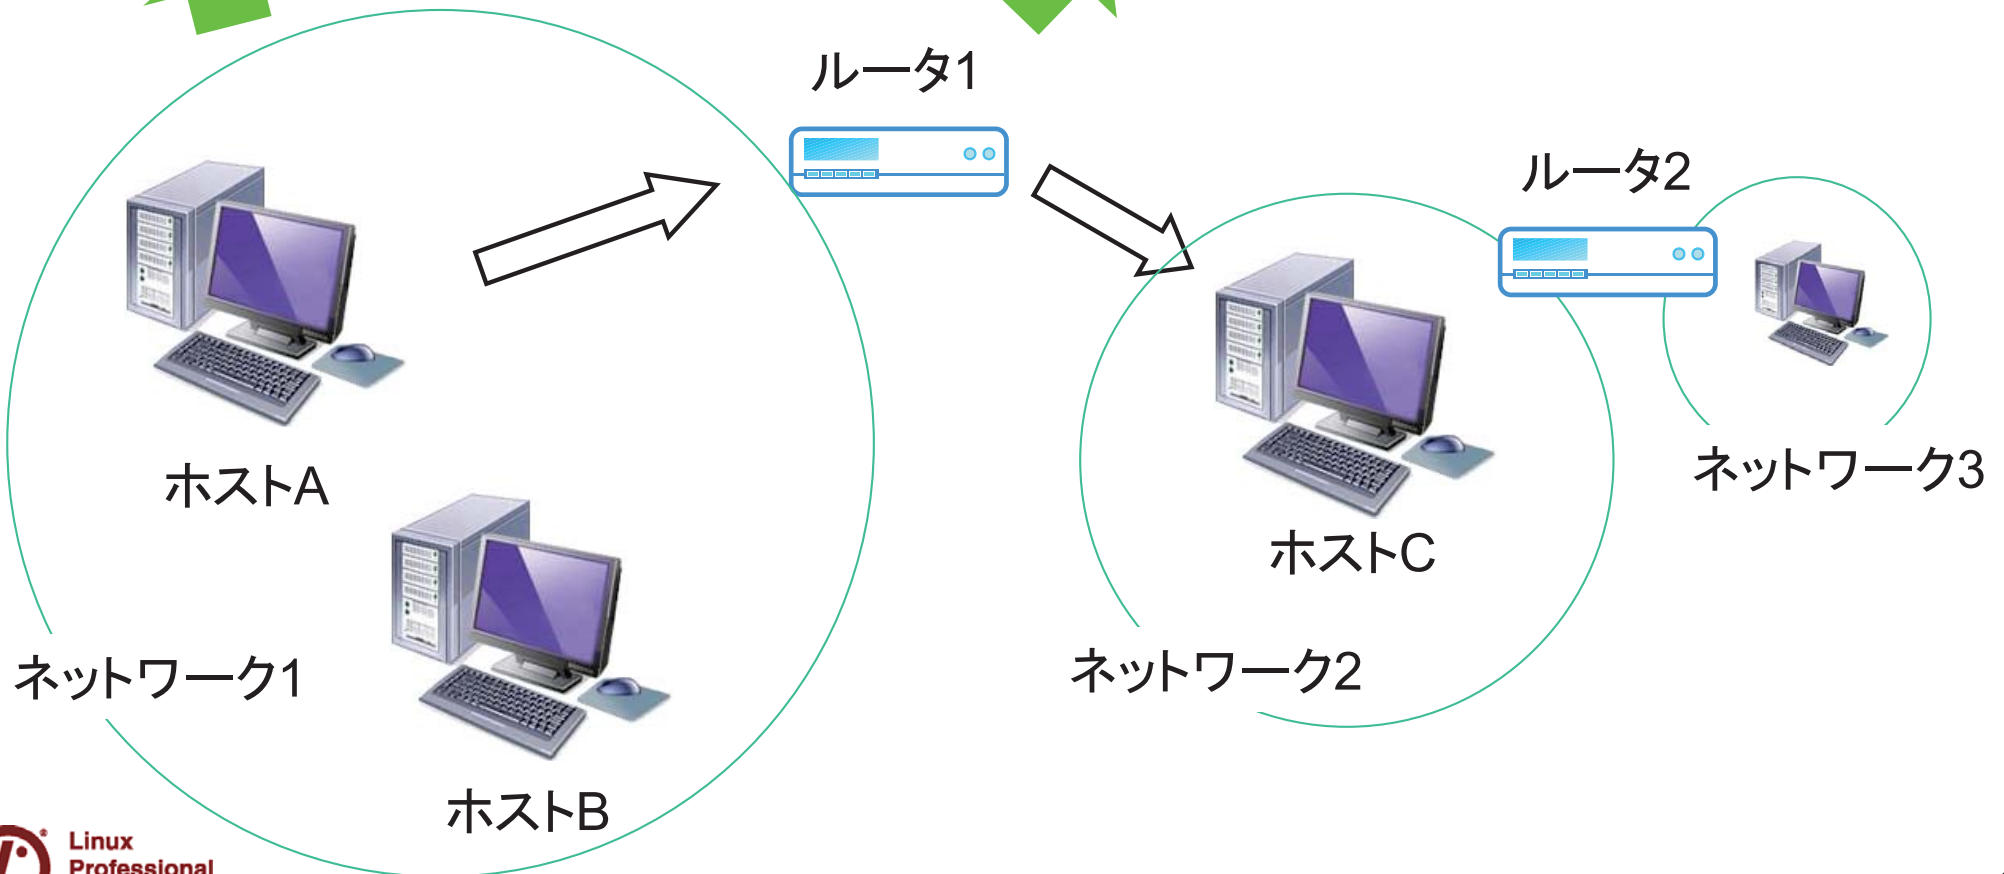 ルータ1
ルータ2
ホストA
ネットワーク3
ホストC
ネットワーク1
ネットワーク2
ホストB
Linux
Professional